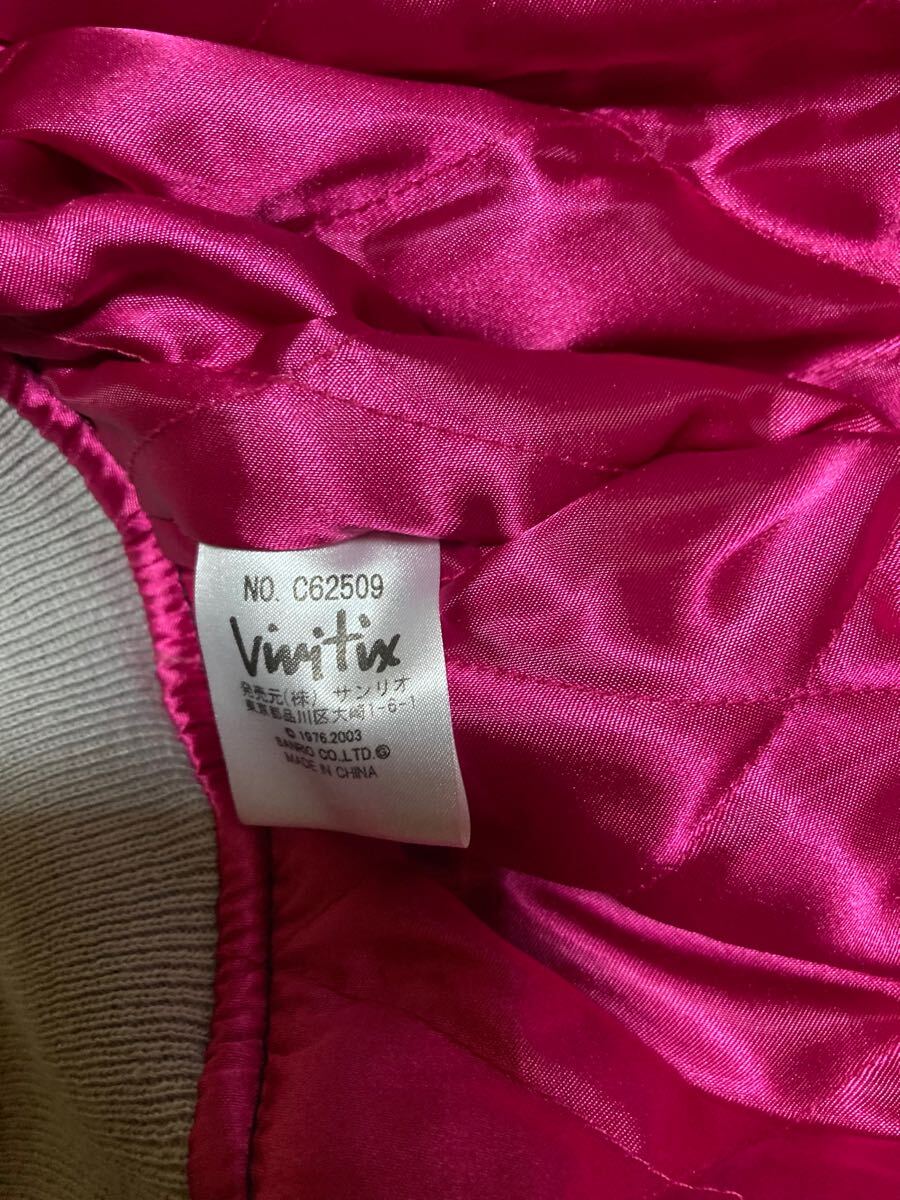 NO. C62509
Vivitix
発売元(株) サンリオ
東京都品川区大崎1-6-1
© 1976.2003
SANRIO CO.,LTD.Ⓖ
MADE IN CHINA